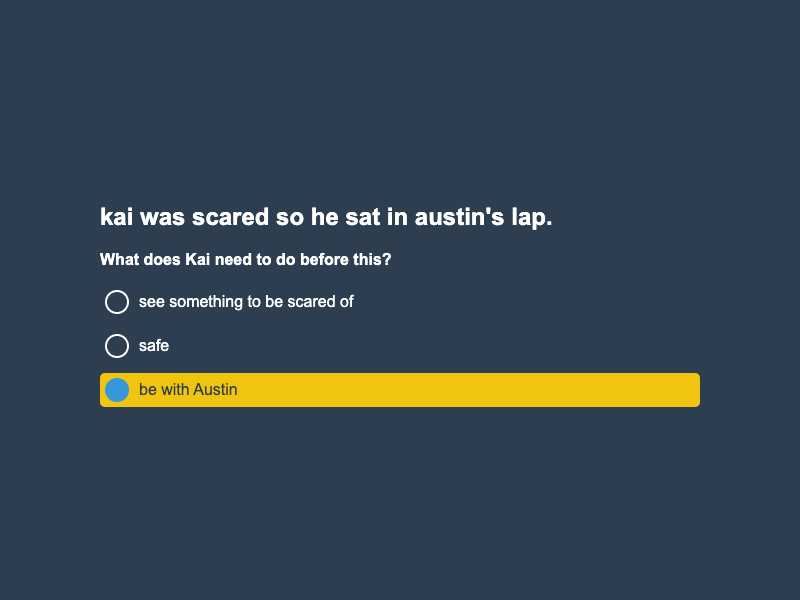 kai was scared so he sat in austin's lap.
What does Kai need to do before this?
see something to be scared of
safe
be with Austin